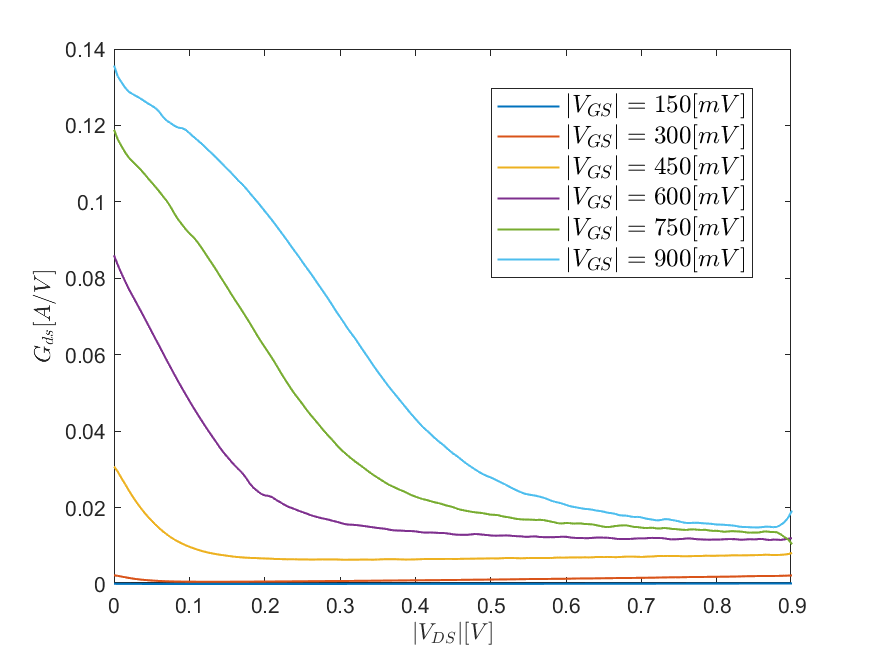 0.14
0.12
0.1
0.08
0.06
0.04
0.02
0
G_{ds}[A/V]
|V_{GS}| = 150[mV]
|V_{GS}| = 300[mV]
|V_{GS}| = 450[mV]
|V_{GS}| = 600[mV]
|V_{GS}| = 750[mV]
|V_{GS}| = 900[mV]
0 0.1 0.2 0.3 0.4 0.5 0.6 0.7 0.8 0.9
|V_{DS}|[V]